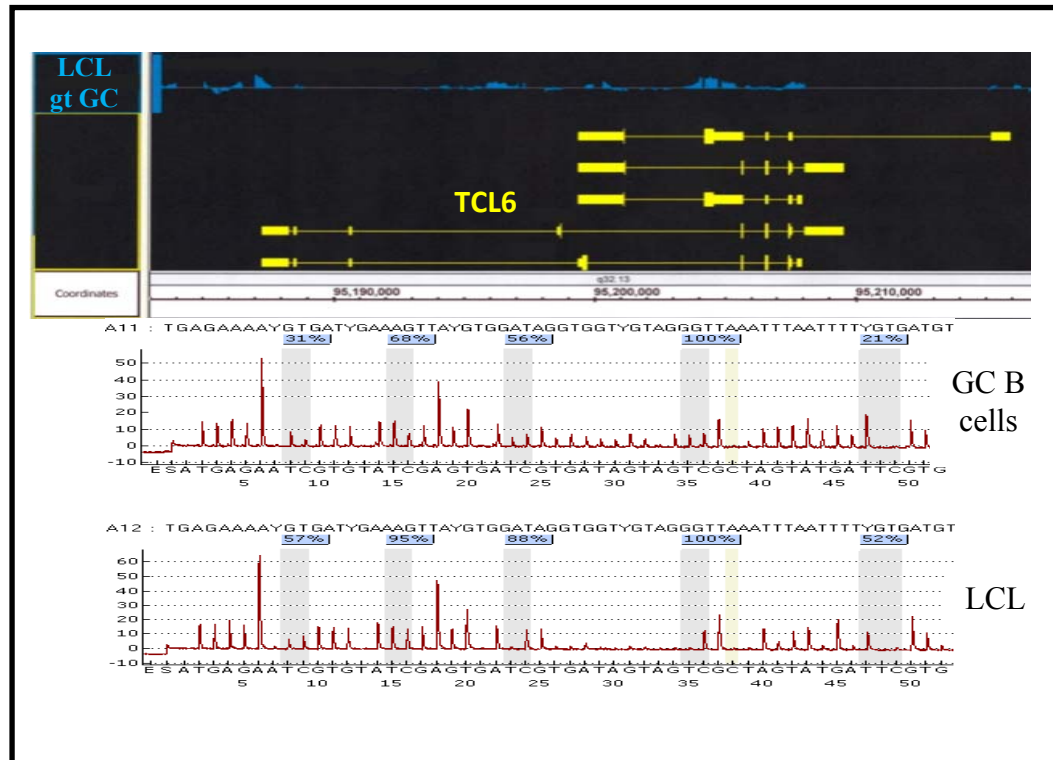 LCL
gt GC
TCL6
q32.13
Coordinates
95,190,000 95,200,000 95,210,000
A11 : TGAGAAAAYGTGATYGAAAGTTAYGTGGATAGGTGGTYGTAGGGTTAAATTTAATTTTYGTGATGT
31% 68% 56% 100% 21%
50
40
30
20
10
0
-10
ESATGAGAATCGTGTATCGAGTGATCGTGATAGTAGTCGCTAGTATGATTCGTG
5 10 15 20 25 30 35 40 45 50
GC B
cells
A12 : TGAGAAAAYGTGATYGAAAGTTAYGTGGATAGGTGGTYGTAGGGTTAAATTTAATTTTYGTGATGT
57% 95% 88% 100% 52%
60
50
40
30
20
10
0
-10
ESATGAGAATCGTGTATCGAGTGATCGTGATAGTAGTCGCTAGTATGATTCGTG
5 10 15 20 25 30 35 40 45 50
LCL